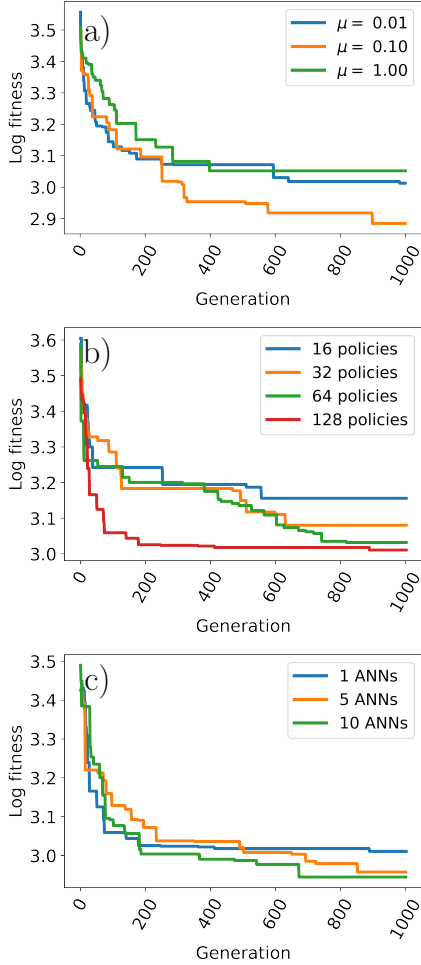 a)
μ = 0.01
μ = 0.10
μ = 1.00
Log fitness
3.5
3.4
3.3
3.2
3.1
3.0
2.9
0
200
400
600
800
1000
Generation
b)
16 policies
32 policies
64 policies
128 policies
Log fitness
3.6
3.5
3.4
3.3
3.2
3.1
3.0
0
200
400
600
800
1000
Generation
c)
1 ANNs
5 ANNs
10 ANNs
Log fitness
3.5
3.4
3.3
3.2
3.1
3.0
0
200
400
600
800
1000
Generation